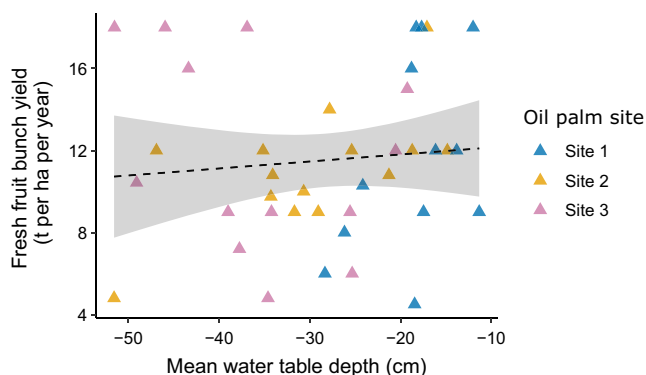 Fresh fruit bunch yield
(t per ha per year)
16
12
8
4
−50
−40
−30
−20
−10
Mean water table depth (cm)
Oil palm site
Site 1
Site 2
Site 3